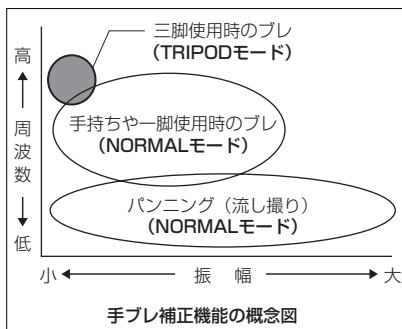 三脚使用時のブレ
(TRIPODモード)
高
周波数
低
手持ちや一脚使用時のブレ
(NORMALモード)
パンニング（流し撮り）
(NORMALモード)
小
振 幅
大
手ブレ補正機能の概念図